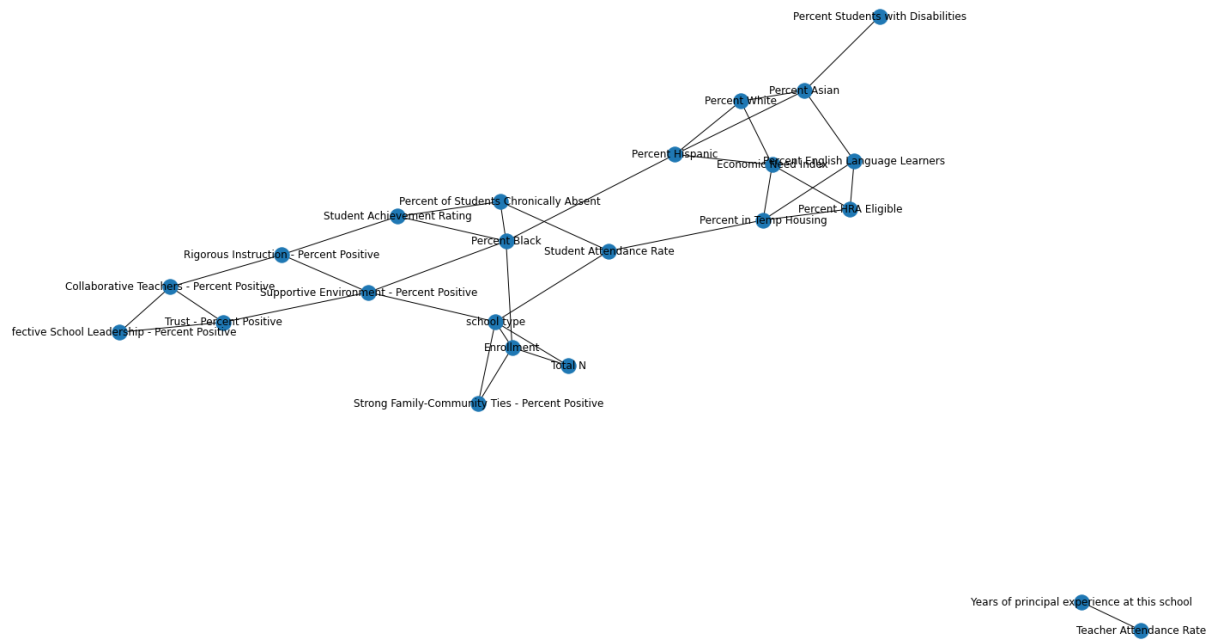 Percent Students with Disabilities
Percent Asian
Percent White
Percent Hispanic
Percent English Language Learners
Economic Need Index
Percent of Students Chronically Absent
Percent HRA Eligible
Student Achievement Rating
Percent in Temp Housing
Percent Black
Student Attendance Rate
Rigorous Instruction - Percent Positive
Collaborative Teachers - Percent Positive
Supportive Environment - Percent Positive
Trust - Percent Positive
school type
fective School Leadership - Percent Positive
Enrollment
Total N
Strong Family-Community Ties - Percent Positive
Years of principal experience at this school
Teacher Attendance Rate